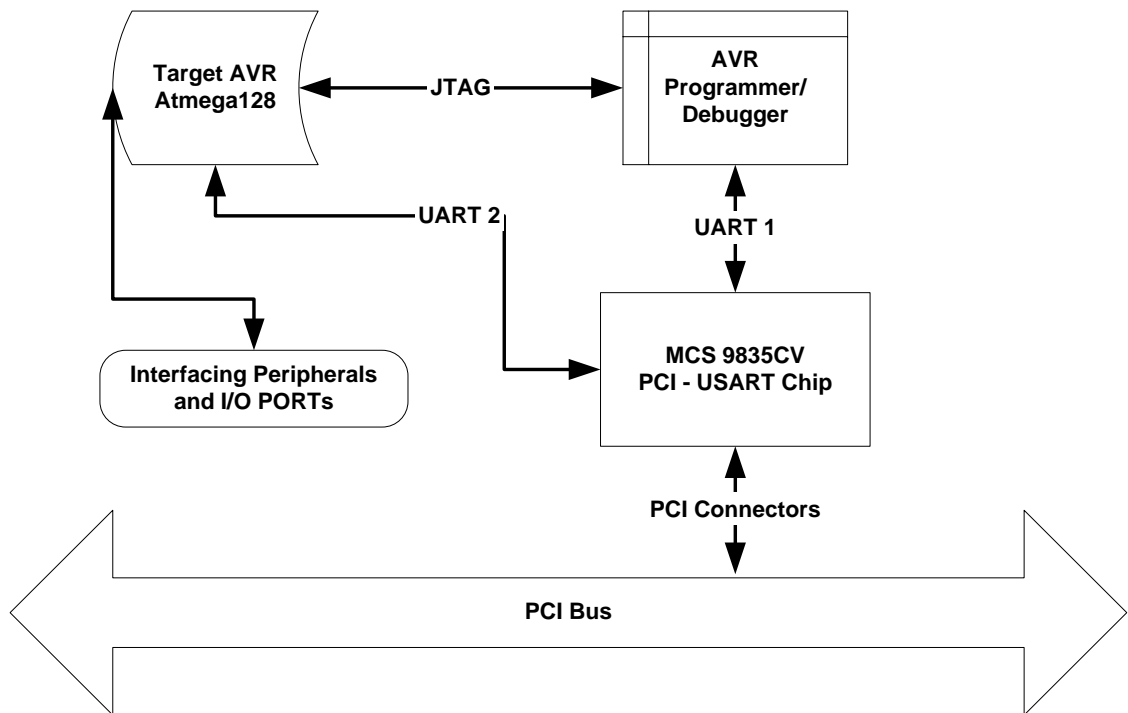 Target AVR
Atmega128
JTAG
AVR
Programmer/
Debugger
UART 2
UART 1
Interfacing Peripherals
and I/O PORTs
MCS 9835CV
PCI - USART Chip
PCI Connectors
PCI Bus